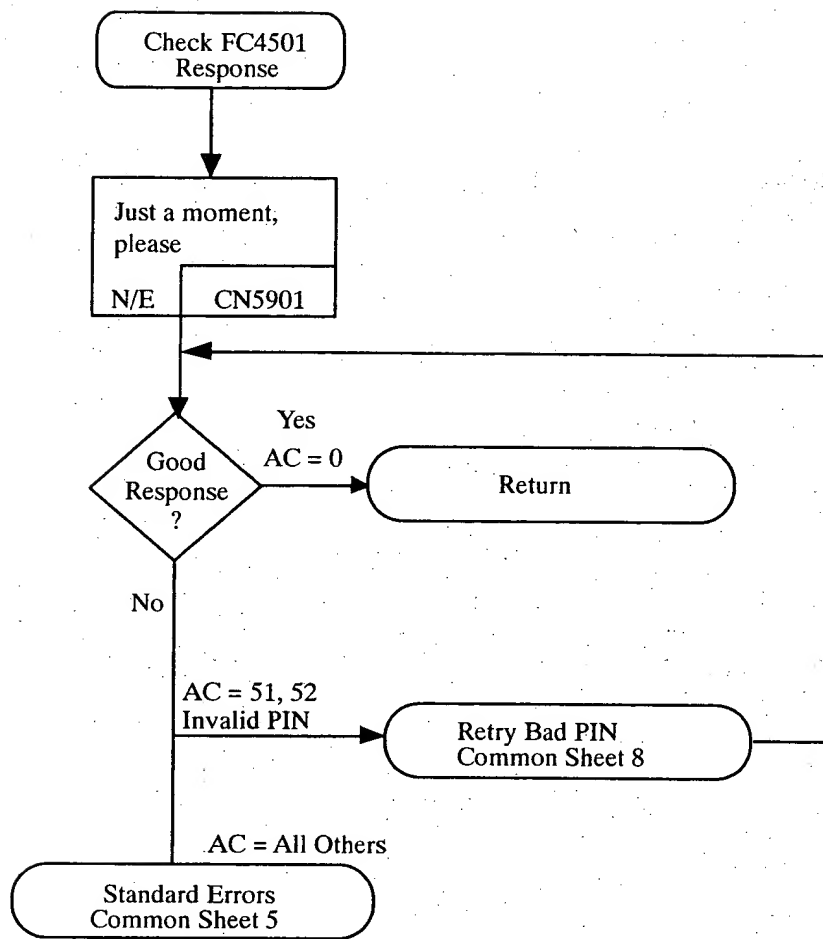 Check FC4501
Response
Just a moment,
please
N/E CN5901
Yes
AC = 0
Good
Response
?
Return
No
AC = 51, 52
Invalid PIN
Retry Bad PIN
Common Sheet 8
AC = All Others
Standard Errors
Common Sheet 5